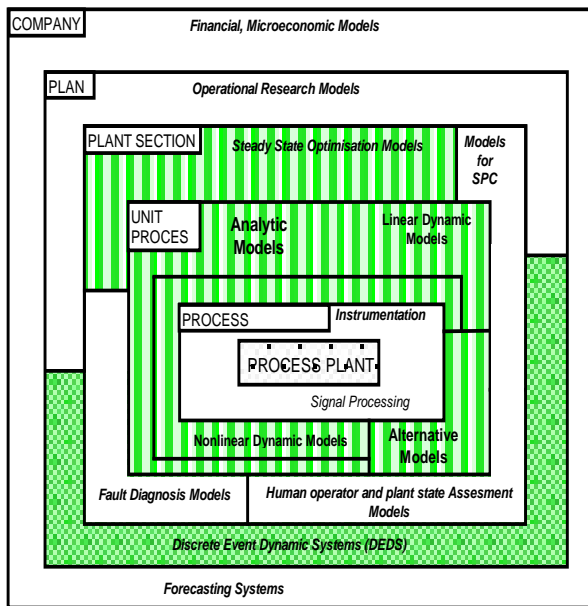 COMPANY
Financial, Microeconomic Models
PLAN
Operational Research Models
PLANT SECTION
Steady State Optimisation Models
Models
for
SPC
UNIT
PROCES
Analytic
Models
Linear Dynamic
Models
PROCESS
Instrumentation
PROCESS PLANT
Signal Processing
Nonlinear Dynamic Models
Alternative
Models
Fault Diagnosis Models
Human operator and plant state Assesment
Models
Discrete Event Dynamic Systems (DEDS)
Forecasting Systems